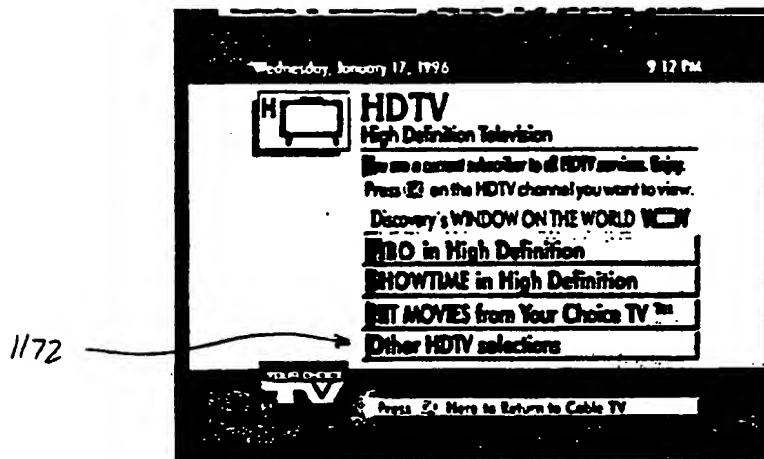 Wednesday, January 17, 1996 9 12 PM
H
HDTV
High Definition Television
You are a current subscriber to all HDTV services. Enjoy.
Press on the HDTV channel you want to view.
Discovery's WINDOW ON THE WORLD
HBO in High Definition
SHOWTIME in High Definition
HIT MOVIES from Your Choice TV
Other HDTV selections
1172
TV
Press Here to Return to Cable TV